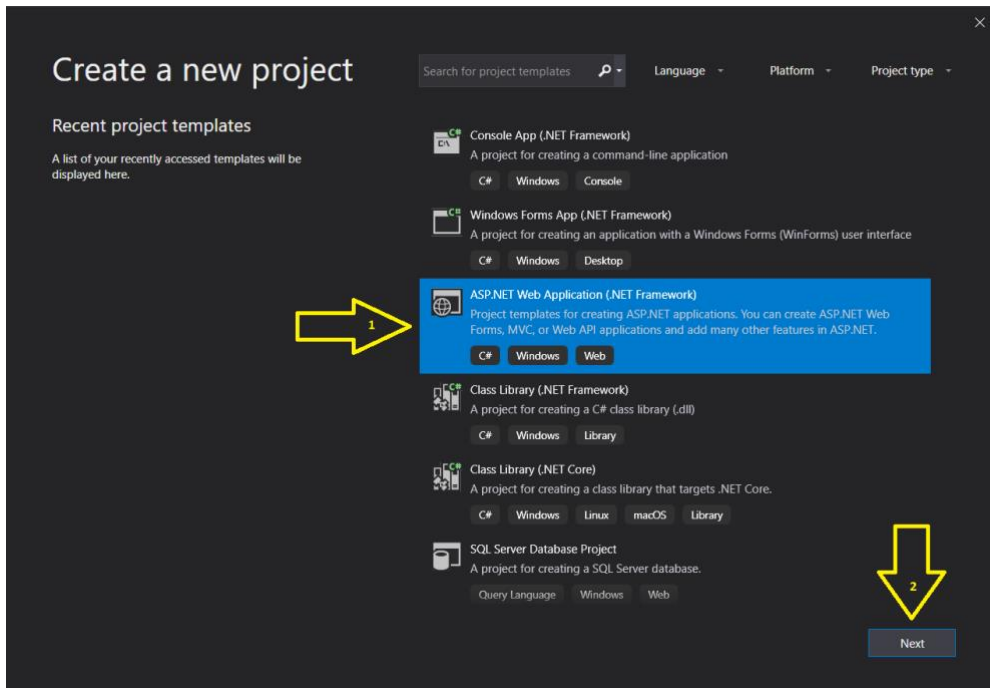 Create a new project
Search for project templates
Language
Platform
Project type
Recent project templates
A list of your recently accessed templates will be
displayed here.
C#
C:\
Console App (.NET Framework)
A project for creating a command-line application
C# Windows Console
C#
Windows Forms App (.NET Framework)
A project for creating an application with a Windows Forms (WinForms) user interface
C# Windows Desktop
1
ASP.NET Web Application (.NET Framework)
Project templates for creating ASP.NET applications. You can create ASP.NET Web
Forms, MVC, or Web API applications and add many other features in ASP.NET.
C# Windows Web
C#
Class Library (.NET Framework)
A project for creating a C# class library (.dll)
C# Windows Library
C#
Class Library (.NET Core)
A project for creating a class library that targets .NET Core.
C# Windows Linux macOS Library
SQL Server Database Project
A project for creating a SQL Server database.
Query Language Windows Web
2
Next